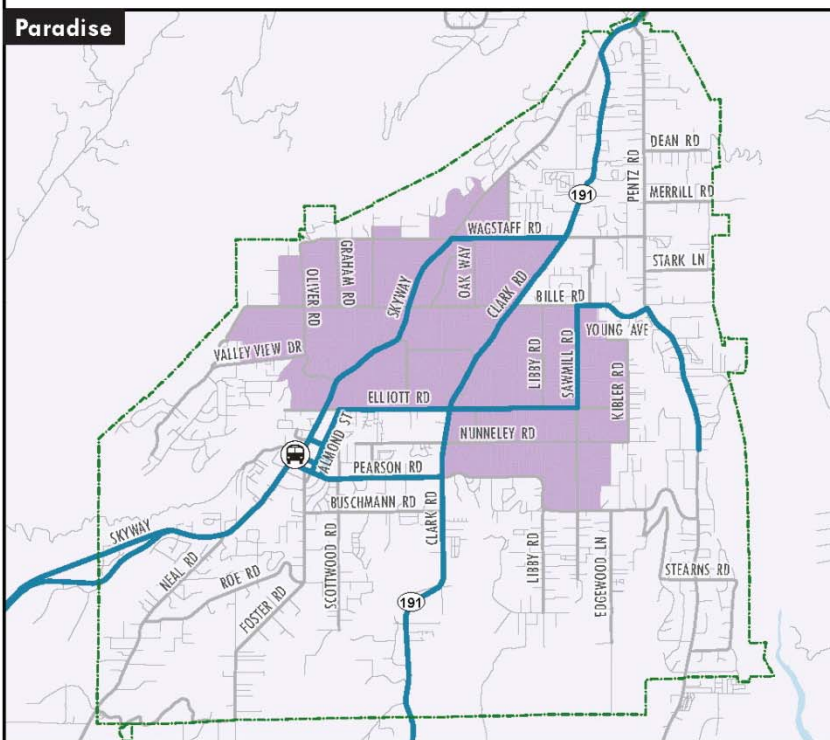 Paradise
DEAN RD
PENTZ RD
MERRILL RD
191
WAGSTAFF RD
STARK LN
GRAHAM RD
OLIVER RD
OAK WAY
SKYWAY
CLARK RD
BILLE RD
YOUNG AVE
VALLEY VIEW DR
LIBBY RD
SAWMILL RD
KIBLER RD
ELLIOTT RD
ALMOND ST
NUNNELEY RD
PEARSON RD
BUSCHMANN RD
CLARK RD
SKYWAY
NEAL RD
ROE RD
FOSTER RD
SCOTTWOOD RD
LIBBY RD
EDGEWOOD LN
STEARNS RD
191